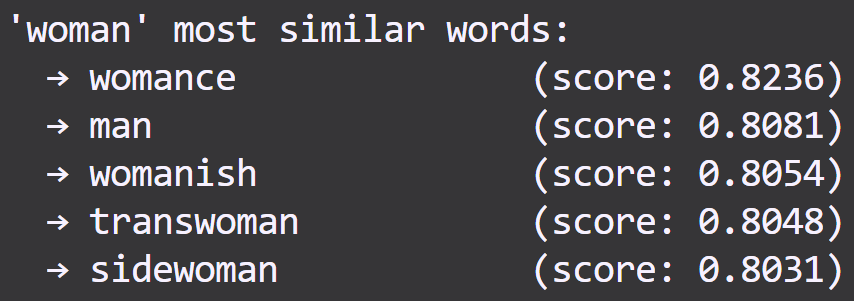 'woman' most similar words:
→ womance (score: 0.8236)
→ man (score: 0.8081)
→ womanish (score: 0.8054)
→ transwoman (score: 0.8048)
→ sidewoman (score: 0.8031)